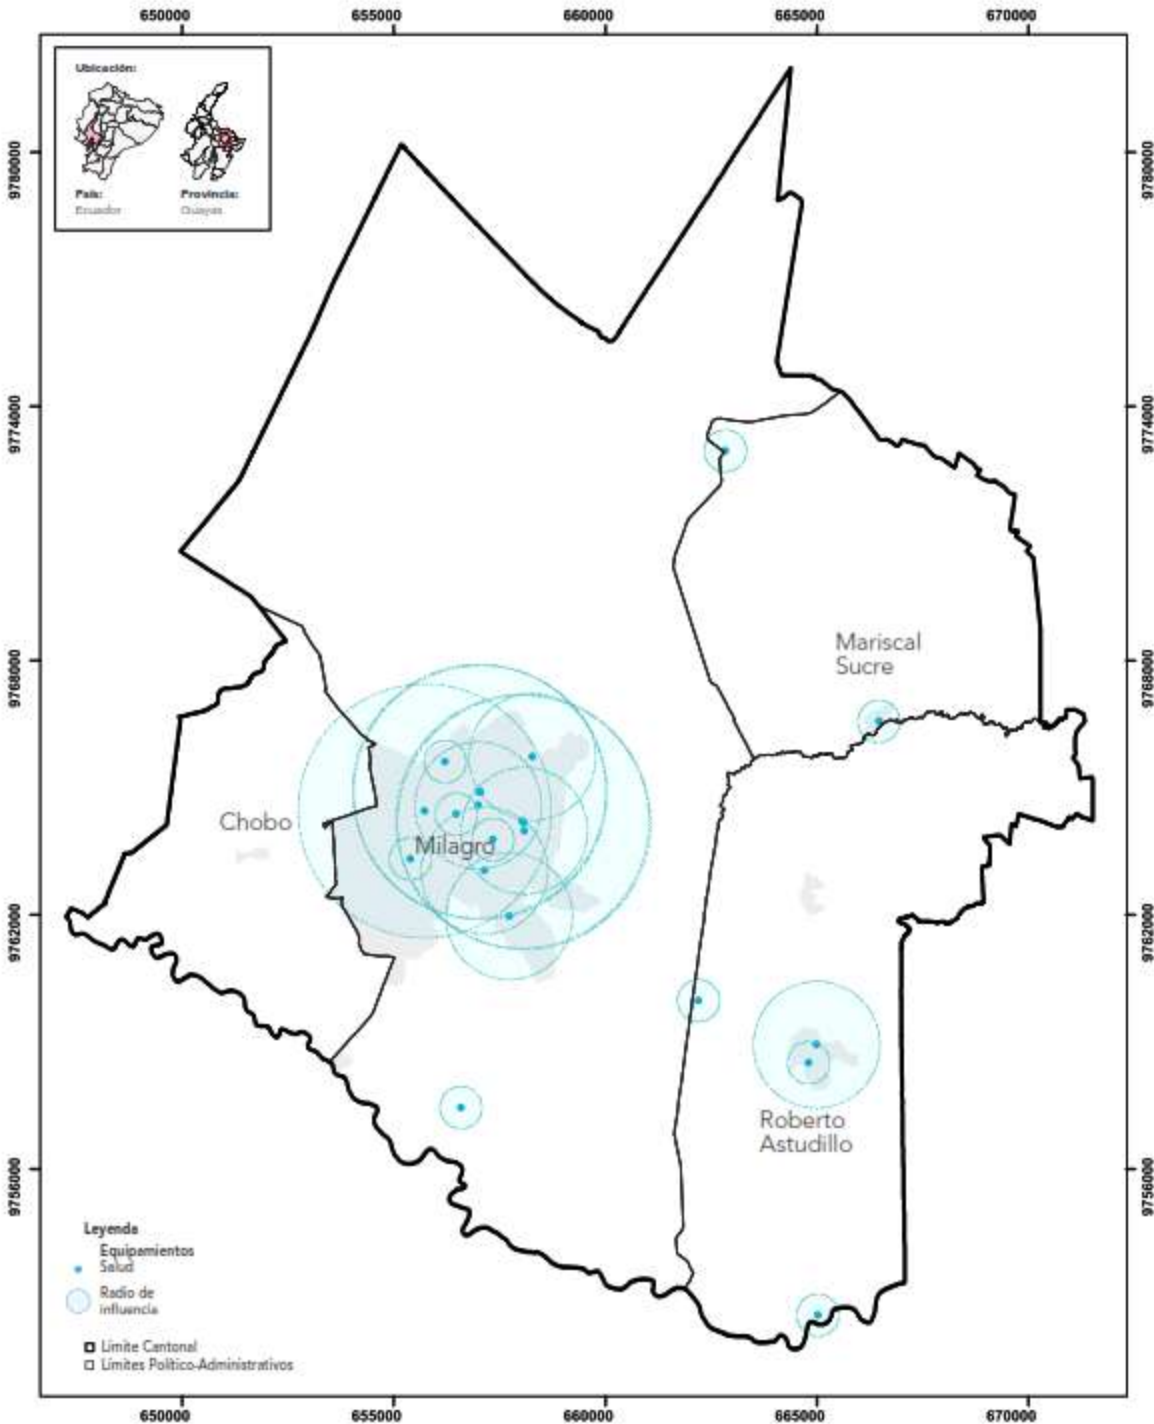 650000 655000 660000 665000 670000
Ubicación:
País:
Ecuador
Provincia:
Guayas
9780000
9780000
9774000
9774000
Mariscal
Sucre
9768000
9768000
Chobo
Milagro
9762000
9762000
Roberto
Astudillo
9756000
9756000
Leyenda
Equipamientos
Salud
Radio de
influencia
Límite Cantonal
Límites Político-Administrativos
650000 655000 660000 665000 670000